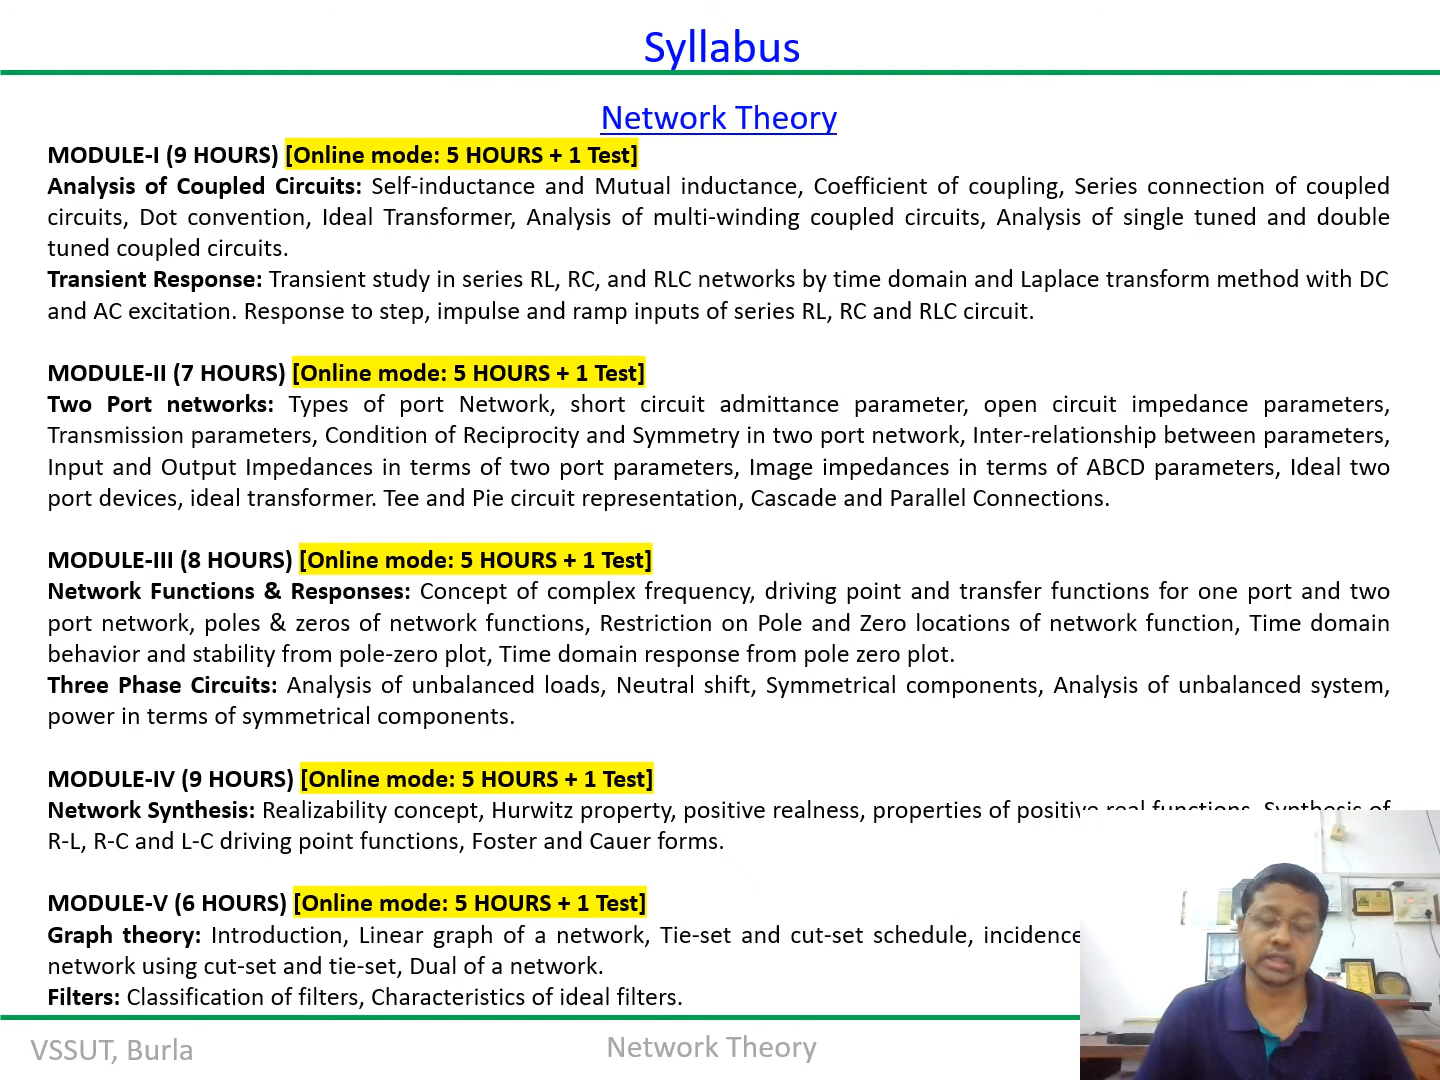 Syllabus
Network Theory
MODULE-I (9 HOURS) [Online mode: 5 HOURS + 1 Test]
Analysis of Coupled Circuits: Self-inductance and Mutual inductance, Coefficient of coupling, Series connection of coupled
circuits, Dot convention, Ideal Transformer, Analysis of multi-winding coupled circuits, Analysis of single tuned and double
tuned coupled circuits.
Transient Response: Transient study in series RL, RC, and RLC networks by time domain and Laplace transform method with DC
and AC excitation. Response to step, impulse and ramp inputs of series RL, RC and RLC circuit.
MODULE-II (7 HOURS) [Online mode: 5 HOURS + 1 Test]
Two Port networks: Types of port Network, short circuit admittance parameter, open circuit impedance parameters,
Transmission parameters, Condition of Reciprocity and Symmetry in two port network, Inter-relationship between parameters,
Input and Output Impedances in terms of two port parameters, Image impedances in terms of ABCD parameters, Ideal two
port devices, ideal transformer. Tee and Pie circuit representation, Cascade and Parallel Connections.
MODULE-III (8 HOURS) [Online mode: 5 HOURS + 1 Test]
Network Functions & Responses: Concept of complex frequency, driving point and transfer functions for one port and two
port network, poles & zeros of network functions, Restriction on Pole and Zero locations of network function, Time domain
behavior and stability from pole-zero plot, Time domain response from pole zero plot.
Three Phase Circuits: Analysis of unbalanced loads, Neutral shift, Symmetrical components, Analysis of unbalanced system,
power in terms of symmetrical components.
MODULE-IV (9 HOURS) [Online mode: 5 HOURS + 1 Test]
Network Synthesis: Realizability concept, Hurwitz property, positive realness, properties of positive real functions, Synthesis of
R-L, R-C and L-C driving point functions, Foster and Cauer forms.
MODULE-V (6 HOURS) [Online mode: 5 HOURS + 1 Test]
Graph theory: Introduction, Linear graph of a network, Tie-set and cut-set schedule, incidence
network using cut-set and tie-set, Dual of a network.
Filters: Classification of filters, Characteristics of ideal filters.
VSSUT, Burla
Network Theory